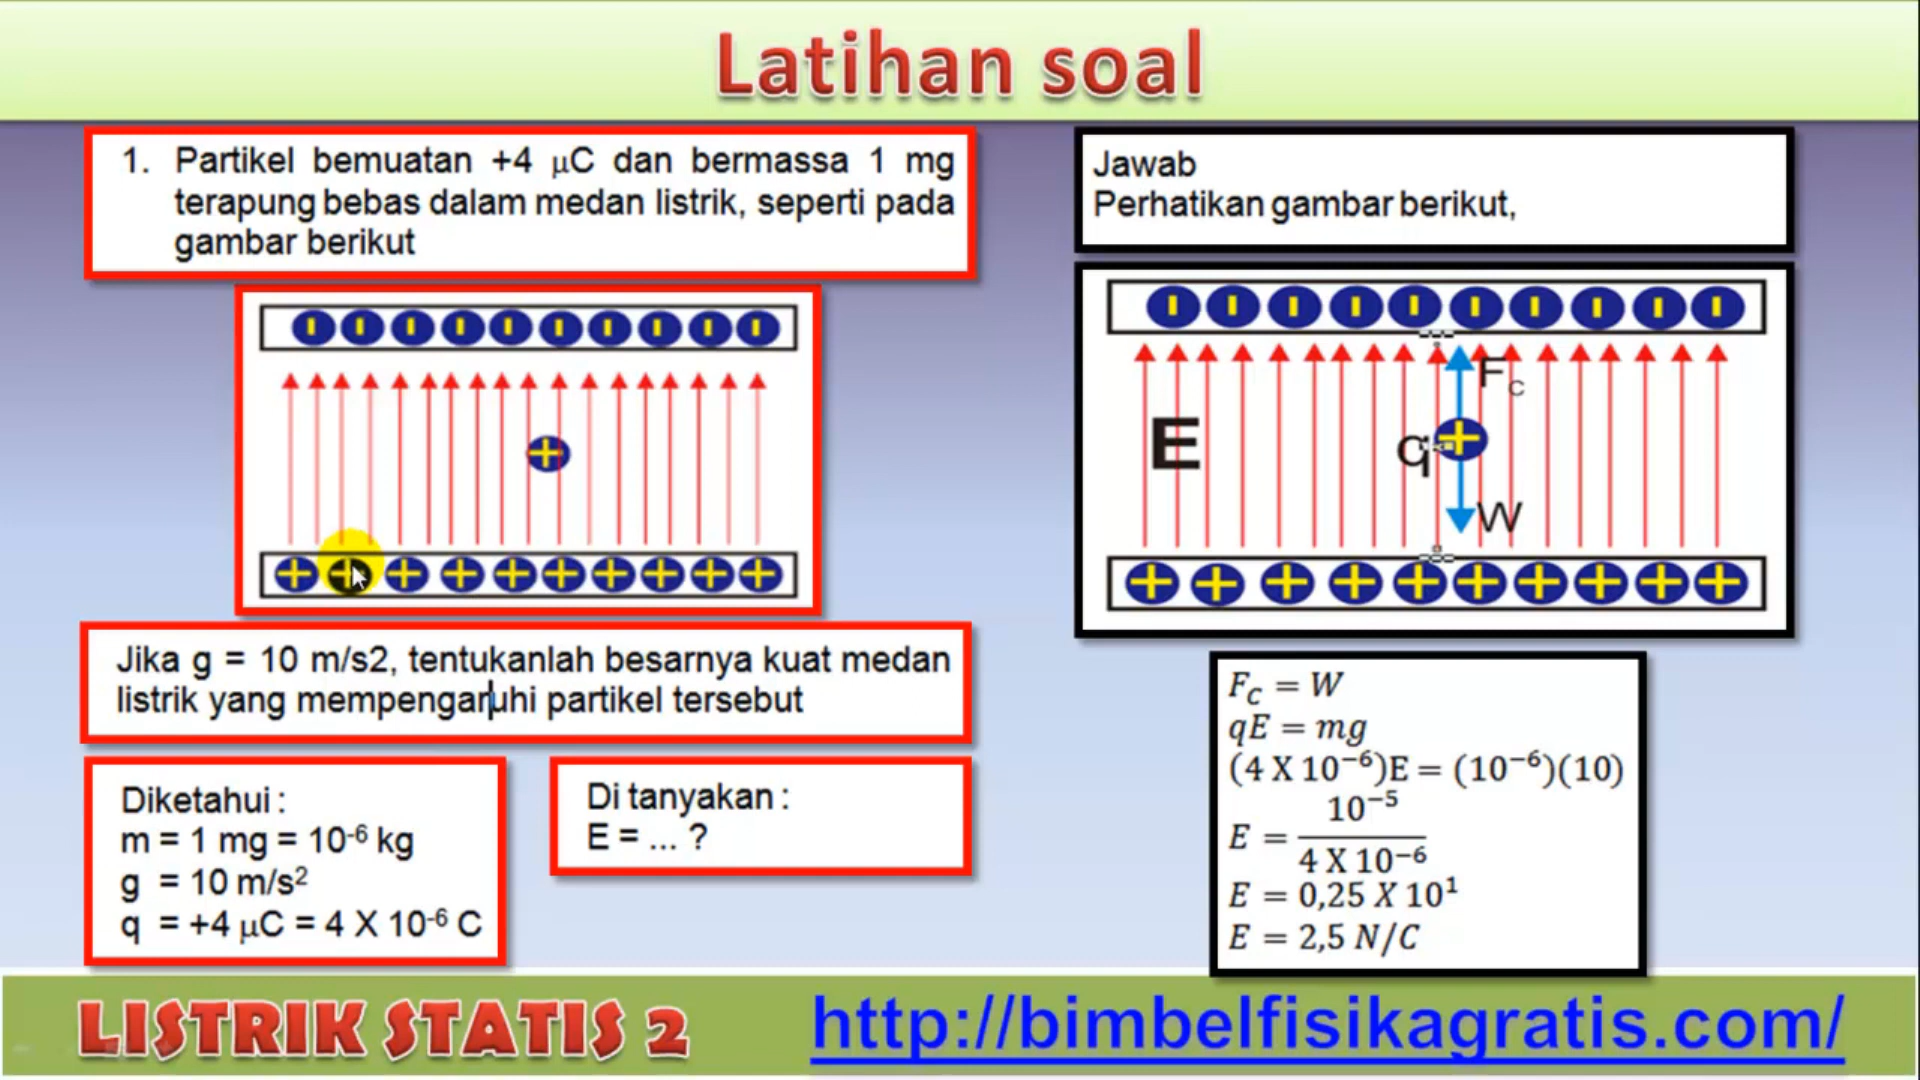 Latihan soal
1. Partikel bemuatan +4 μC dan bermassa 1 mg
terapung bebas dalam medan listrik, seperti pada
gambar berikut
Jika g = 10 m/s2, tentukanlah besarnya kuat medan
listrik yang mempengaruhi partikel tersebut
Diketahui :
m = 1 mg = 10⁻⁶ kg
g = 10 m/s²
q = +4 μC = 4 X 10⁻⁶ C
Di tanyakan :
E = ... ?
Jawab
Perhatikan gambar berikut,
F_C
E
q
W
F_C = W
qE = mg
(4 X 10⁻⁶)E = (10⁻⁶)(10)
E = 10⁻⁵ / 4 X 10⁻⁶
E = 0,25 X 10¹
E = 2,5 N/C
LISTRIK STATIS 2
http://bimbelfisikagratis.com/